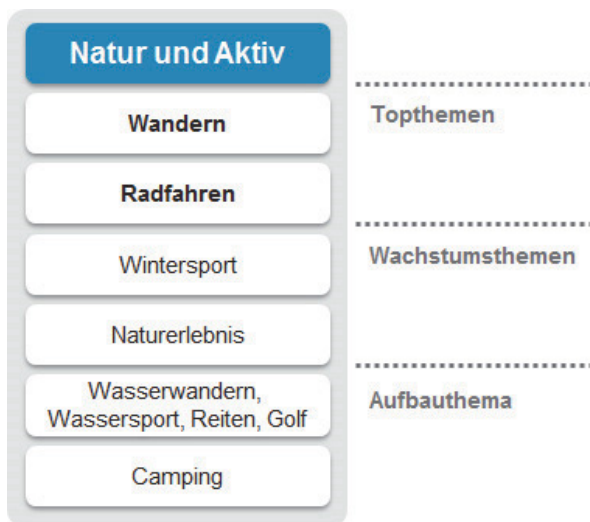 Natur und Aktiv
Wandern
Topthemen
Radfahren
Wintersport
Wachstumsthemen
Naturerlebnis
Wasserwandern,
Wassersport, Reiten, Golf
Aufbauthema
Camping